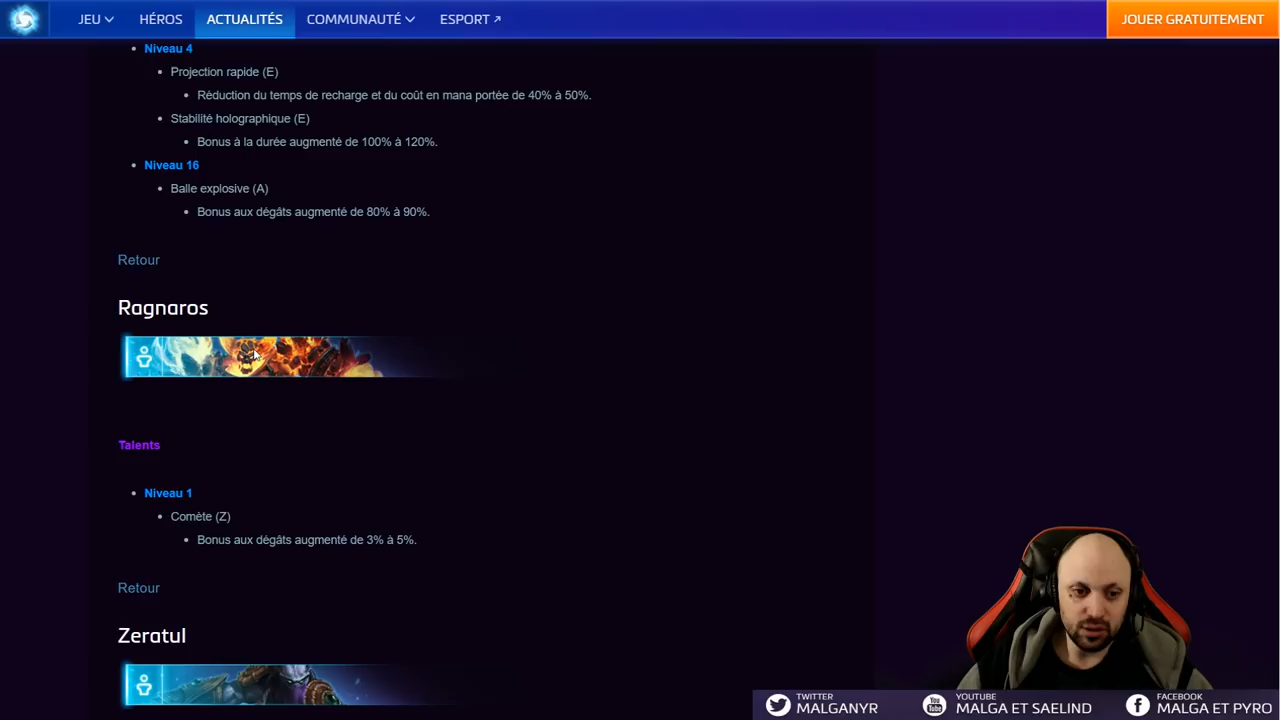 JEU HÉROS ACTUALITÉS COMMUNAUTÉ ESPORT JOUER GRATUITEMENT
Niveau 4
Projection rapide (E)
Réduction du temps de recharge et du coût en mana portée de 40% à 50%.
Stabilité holographique (E)
Bonus à la durée augmenté de 100% à 120%.
Niveau 16
Balle explosive (A)
Bonus aux dégâts augmenté de 80% à 90%.
Retour
Ragnaros
Talents
Niveau 1
Comète (Z)
Bonus aux dégâts augmenté de 3% à 5%.
Retour
Zeratul
TWITTER
MALGANYR
YOUTUBE
MALGA ET SAELIND
FACEBOOK
MALGA ET PYRO